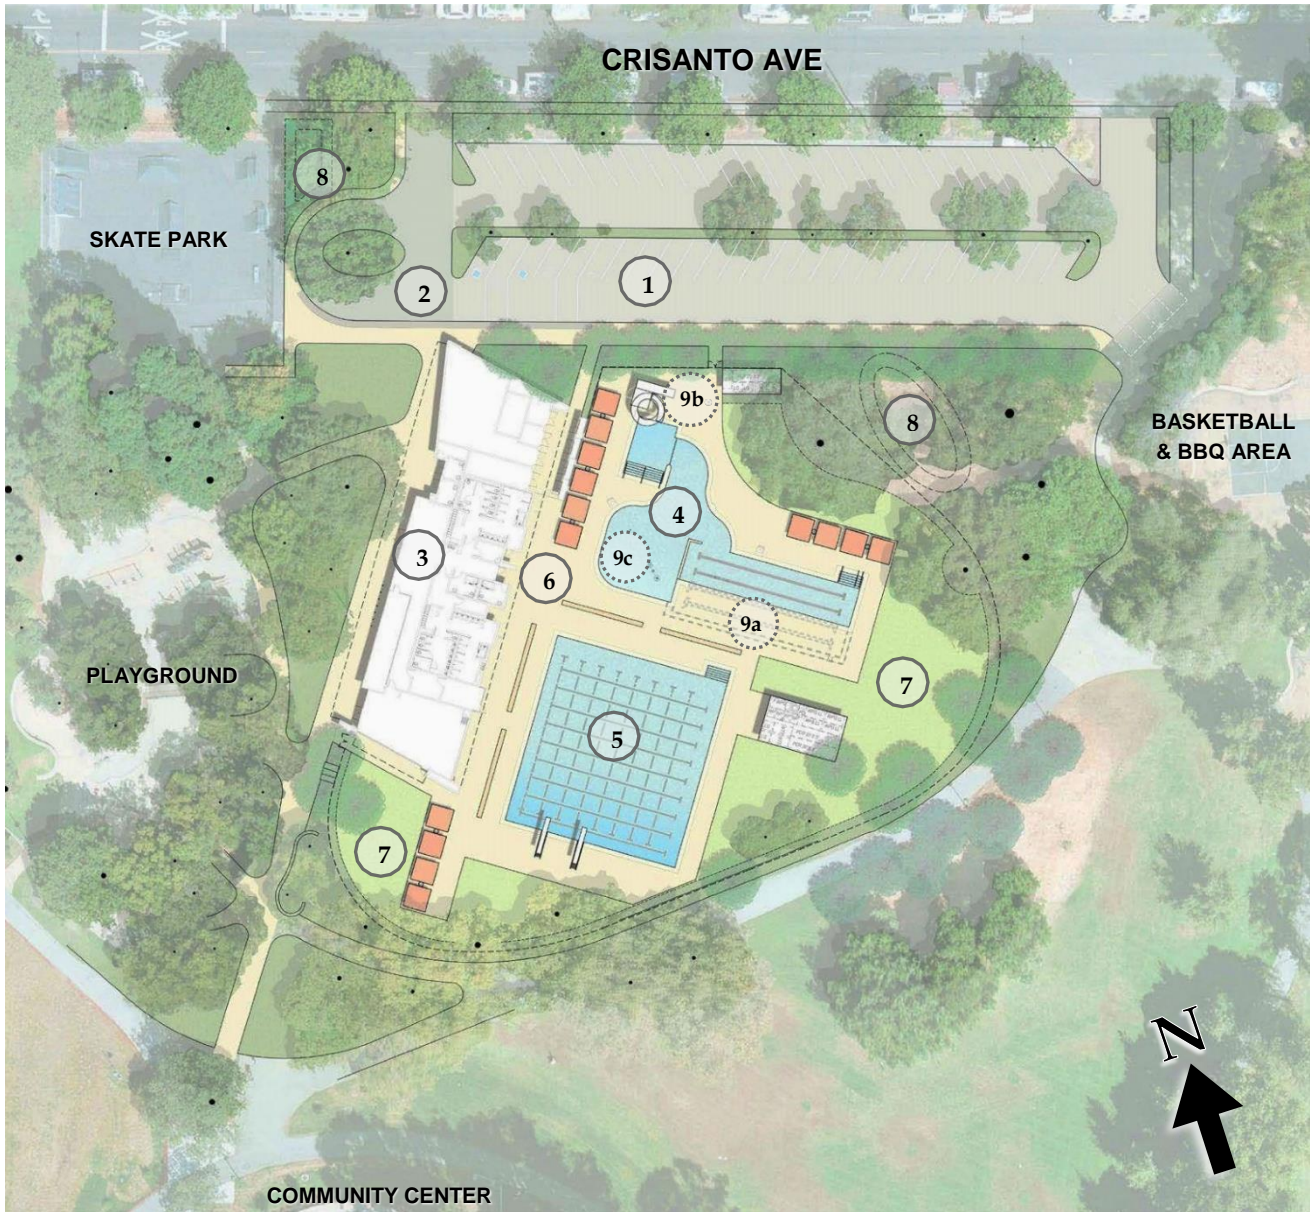 CRISANTO AVE
8
SKATE PARK
2
1
9b
8
BASKETBALL
& BBQ AREA
4
3
9c
6
9a
PLAYGROUND
7
5
7
N
COMMUNITY CENTER